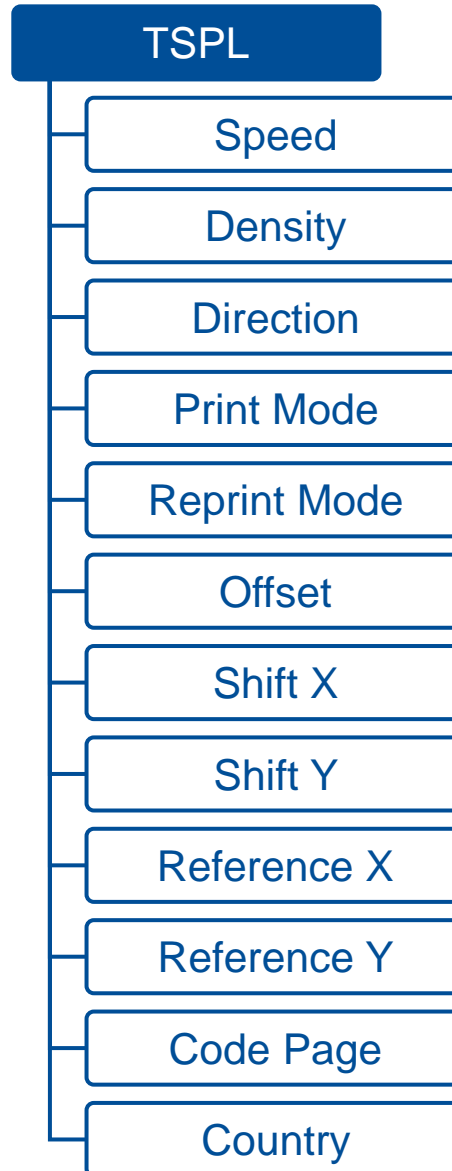 TSPL
Speed
Density
Direction
Print Mode
Reprint Mode
Offset
Shift X
Shift Y
Reference X
Reference Y
Code Page
Country